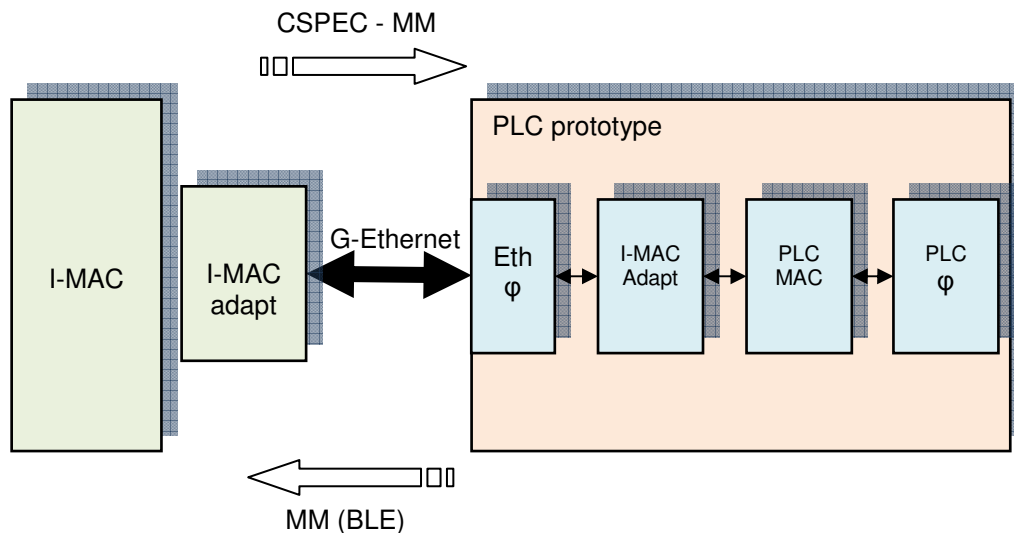 CSPEC - MM
PLC prototype
I-MAC
I-MAC
adapt
G-Ethernet
Eth
φ
I-MAC
Adapt
PLC
MAC
PLC
φ
MM (BLE)